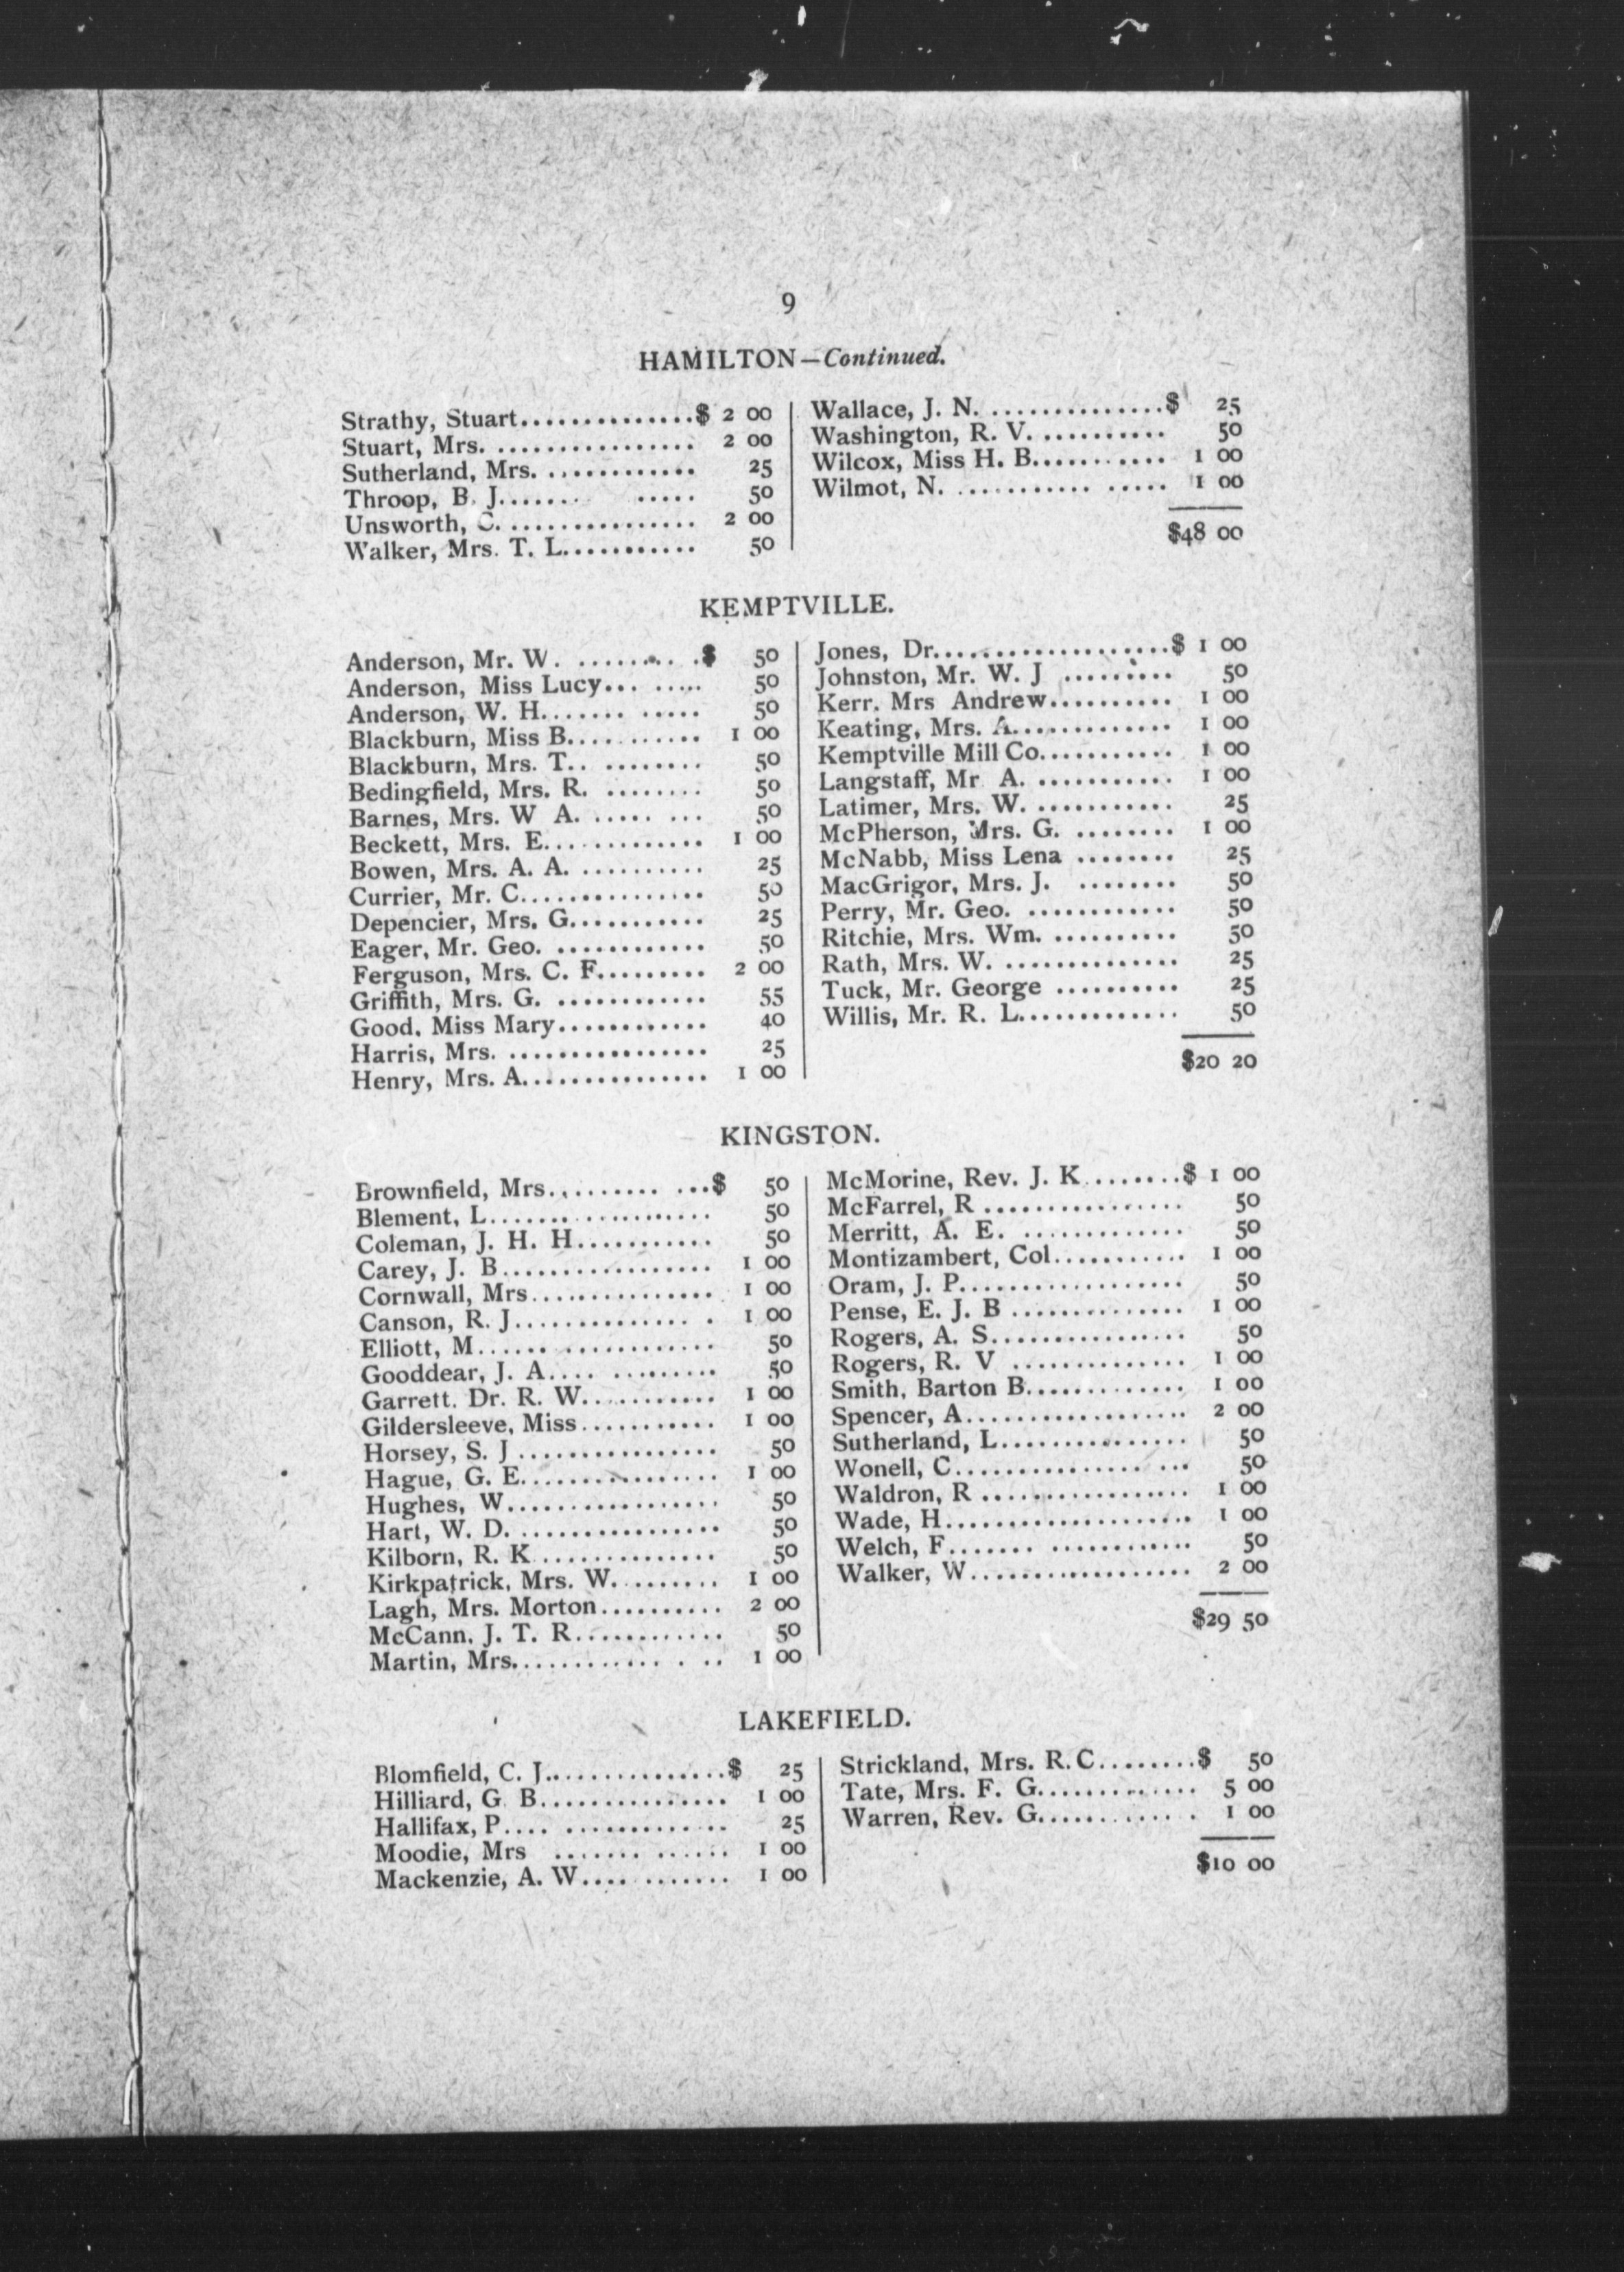 9
HAMILTON—Continued.
Strathy, Stuart..............$ 2 00
Stuart, Mrs. ................ 2 00
Sutherland, Mrs. ............ 25
Throop, B. J....... ..... 50
Unsworth, C. ............... 2 00
Walker, Mrs. T. L........... 50
Wallace, J. N. ..............$ 25
Washington, R. V. .......... 50
Wilcox, Miss H. B........... 1 00
Wilmot, N. ........... ..... 1 00
$48 00
KEMPTVILLE.
Anderson, Mr. W. ........ .$ 50
Anderson, Miss Lucy... ..... 50
Anderson, W. H....... ..... 50
Blackburn, Miss B........... 1 00
Blackburn, Mrs. T.. ........ 50
Bedingfield, Mrs. R. ........ 50
Barnes, Mrs. W A. ..... ... 50
Beckett, Mrs. E............. 1 00
Bowen, Mrs. A. A. .......... 25
Currier, Mr. C............... 50
Depencier, Mrs. G........... 25
Eager, Mr. Geo. ............ 50
Ferguson, Mrs. C. F......... 2 00
Griffith, Mrs. G. ............ 55
Good, Miss Mary............ 40
Harris, Mrs. ................ 25
Henry, Mrs. A............... 1 00
Jones, Dr....................$ 1 00
Johnston, Mr. W. J ......... 50
Kerr. Mrs Andrew.......... 1 00
Keating, Mrs. A............. 1 00
Kemptville Mill Co........... 1 00
Langstaff, Mr A. ........... 1 00
Latimer, Mrs. W. ........... 25
McPherson, Mrs. G. ........ 1 00
McNabb, Miss Lena ........ 25
MacGrigor, Mrs. J. ........ 50
Perry, Mr. Geo. ............ 50
Ritchie, Mrs. Wm. .......... 50
Rath, Mrs. W. .............. 25
Tuck, Mr. George .......... 25
Willis, Mr. R. L............. 50
$20 20
KINGSTON.
Brownfield, Mrs.......... ...$ 50
Blement, L................... 50
Coleman, J. H. H........... 50
Carey, J. B................. 1 00
Cornwall, Mrs............... 1 00
Canson, R. J.............. . 1 00
Elliott, M...... ............ 50
Gooddear, J. A.... ......... 50
Garrett. Dr. R. W........... 1 00
Gildersleeve, Miss........... 1 00
Horsey, S. J ................ 50
Hague, G. E................ 1 00
Hughes, W.................. 50
Hart, W. D. ................ 50
Kilborn, R. K............... 50
Kirkpatrick, Mrs. W......... 1 00
Lagh, Mrs. Morton.......... 2 00
McCann, J. T. R............ 50
Martin, Mrs............. . .. 1 00
McMorine, Rev. J. K........$ 1 00
McFarrel, R ................ 50
Merritt, A. E. ............. 50
Montizambert, Col........... 1 00
Oram, J. P.................. 50
Pense, E. J. B .............. 1 00
Rogers, A. S................ 50
Rogers, R. V .............. 1 00
Smith, Barton B............. 1 00
Spencer, A.................. 2 00
Sutherland, L............... 50
Wonell, C............... ... 50
Waldron, R ................. 1 00
Wade, H.................... 1 00
Welch, F....... ............ 50
Walker, W.................. 2 00
$29 50
LAKEFIELD.
Blomfield, C. J...............$ 25
Hilliard, G. B............... 1 00
Hallifax, P.... ............. 25
Moodie, Mrs ....... ...... 1 00
Mackenzie, A. W.... ....... 1 00
Strickland, Mrs. R. C........$ 50
Tate, Mrs. F. G............. 5 00
Warren, Rev. G............. 1 00
$10 00